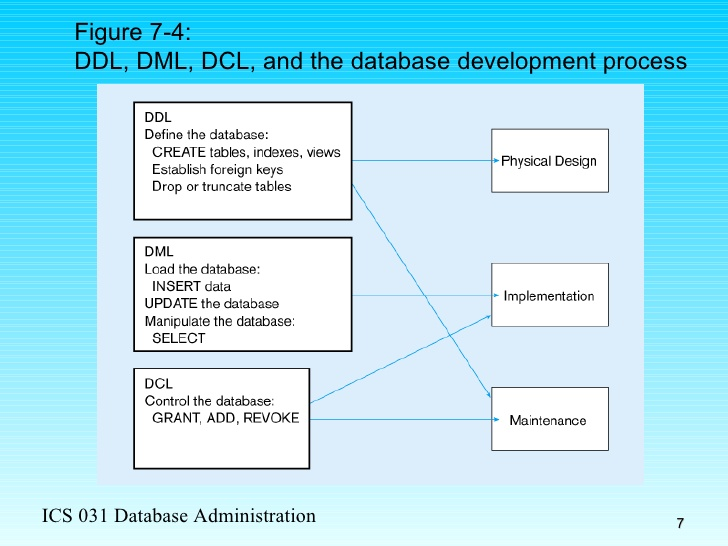 Figure 7-4:
DDL, DML, DCL, and the database development process
DDL
Define the database:
CREATE tables, indexes, views
Establish foreign keys
Drop or truncate tables
Physical Design
DML
Load the database:
INSERT data
UPDATE the database
Manipulate the database:
SELECT
Implementation
DCL
Control the database:
GRANT, ADD, REVOKE
Maintenance
ICS 031 Database Administration
7